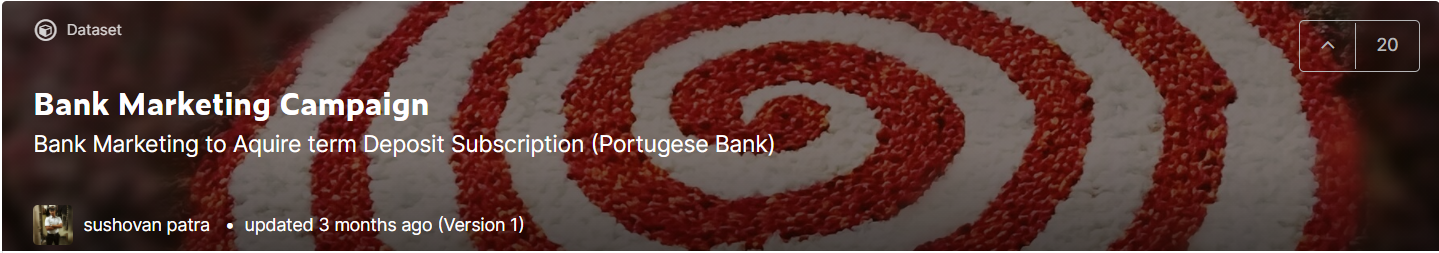 Dataset
20
Bank Marketing Campaign
Bank Marketing to Aquire term Deposit Subscription (Portugese Bank)
sushovan patra • updated 3 months ago (Version 1)